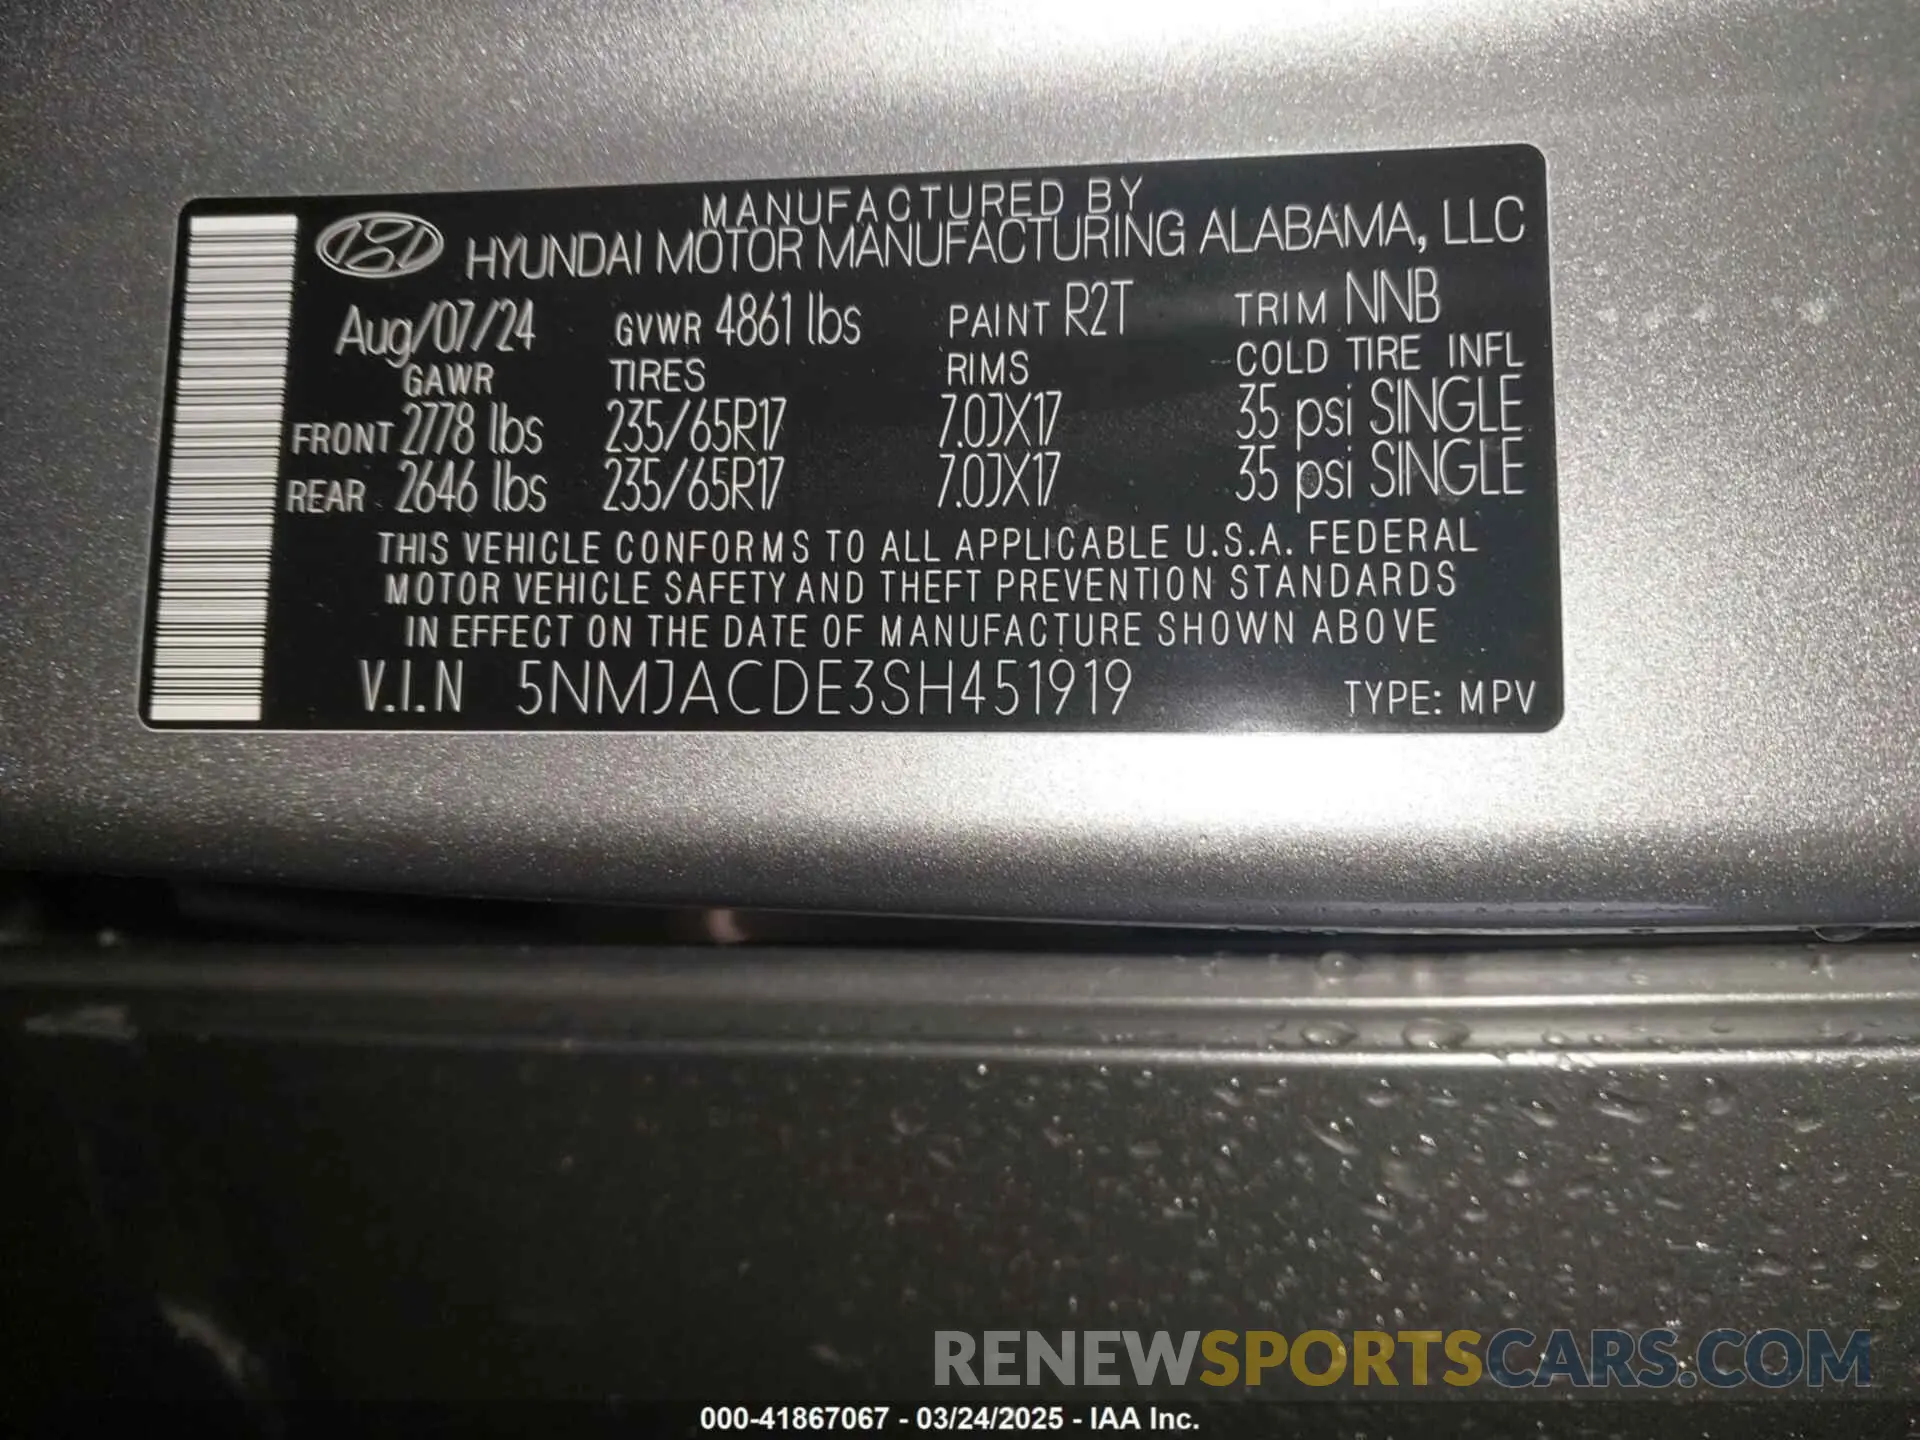 MANUFACTURED BY
HYUNDAI MOTOR MANUFACTURING ALABAMA, LLC
Aug/07/24 GVWR 4861 lbs PAINT R2T TRIM NNB
GAWR TIRES RIMS COLD TIRE INFL
FRONT 2778 lbs 235/65R17 7.0JX17 35 psi SINGLE
REAR 2646 lbs 235/65R17 7.0JX17 35 psi SINGLE
THIS VEHICLE CONFORMS TO ALL APPLICABLE U.S.A. FEDERAL
MOTOR VEHICLE SAFETY AND THEFT PREVENTION STANDARDS
IN EFFECT ON THE DATE OF MANUFACTURE SHOWN ABOVE
V.I.N 5NMJACDE3SH451919 TYPE: MPV
RENEWSPORTSCARS.COM
000-41867067 - 03/24/2025 - IAA Inc.